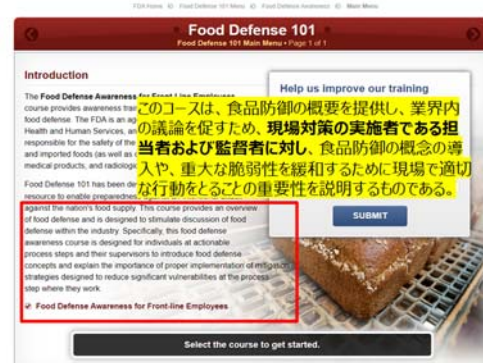 FDA Home Food Defense 101 Menu Food Defense Awareness Main Menu
Food Defense 101
Food Defense 101 Main Menu • Page 1 of 1
Introduction
The Food Defense Awareness for Front Line Employees
course provides awareness
food defense. The FDA is an
Health and Human Services, an
responsible for the safety of the
and imported foods (as well as
medical products, and
Food Defense 101 has been
resource to enable
against the nation's food supply. This course provides an overview
of food defense and is designed to stimulate discussion of food
defense within the industry. Specifically, this food defense
awareness course is designed for individuals at actionable
process steps and their supervisors to introduce food defense
concepts and explain the importance of proper implementation of mitigation
strategies designed to reduce significant vulnerabilities at the process
step where they work
Food Defense Awareness for Front-line Employees
Help us improve our training
このコースは、食品防御の概要を提供し、業界内
の議論を促すため、現場対策の実施者である担
当者および監督者に対し、食品防御の概念の導
入や、重大な脆弱性を緩和するために現場で適切
な行動をとることの重要性を説明するものである。
SUBMIT
Select the course to get started.